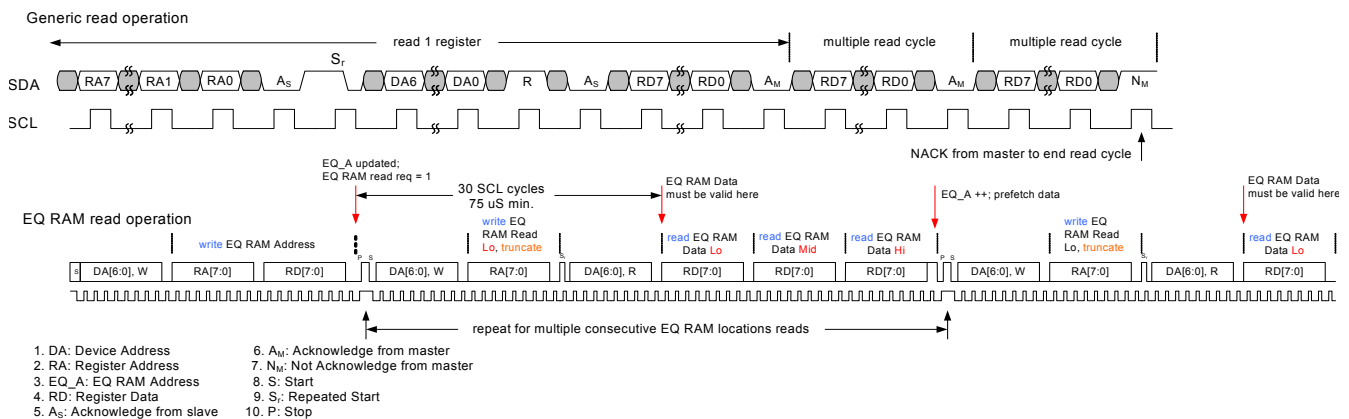 Generic read operation
read 1 register
multiple read cycle
multiple read cycle
Sr
SDA
RA7 RA1 RA0 AS DA6 DA0 R AS RD7 RD0 AM RD7 RD0 AM RD7 RD0 NM
SCL
NACK from master to end read cycle
EQ_A updated;
EQ RAM read req = 1
30 SCL cycles
75 uS min.
EQ RAM Data
must be valid here
EQ_A ++; prefetch data
EQ RAM Data
must be valid here
EQ RAM read operation
write EQ RAM Address
write EQ
RAM Read
Lo, truncate
read EQ RAM
Data Lo
read EQ RAM
Data Mid
read EQ RAM
Data Hi
write EQ
RAM Read
Lo, truncate
read EQ RAM
Data Lo
P S Sr P S Sr
S DA[6:0], W RA[7:0] RD[7:0] DA[6:0], W RA[7:0] DA[6:0], R RD[7:0] RD[7:0] RD[7:0] DA[6:0], W RA[7:0] DA[6:0], R RD[7:0]
repeat for multiple consecutive EQ RAM locations reads
1. DA: Device Address
2. RA: Register Address
3. EQ_A: EQ RAM Address
4. RD: Register Data
5. AS: Acknowledge from slave
6. AM: Acknowledge from master
7. NM: Not Acknowledge from master
8. S: Start
9. Sr: Repeated Start
10. P: Stop